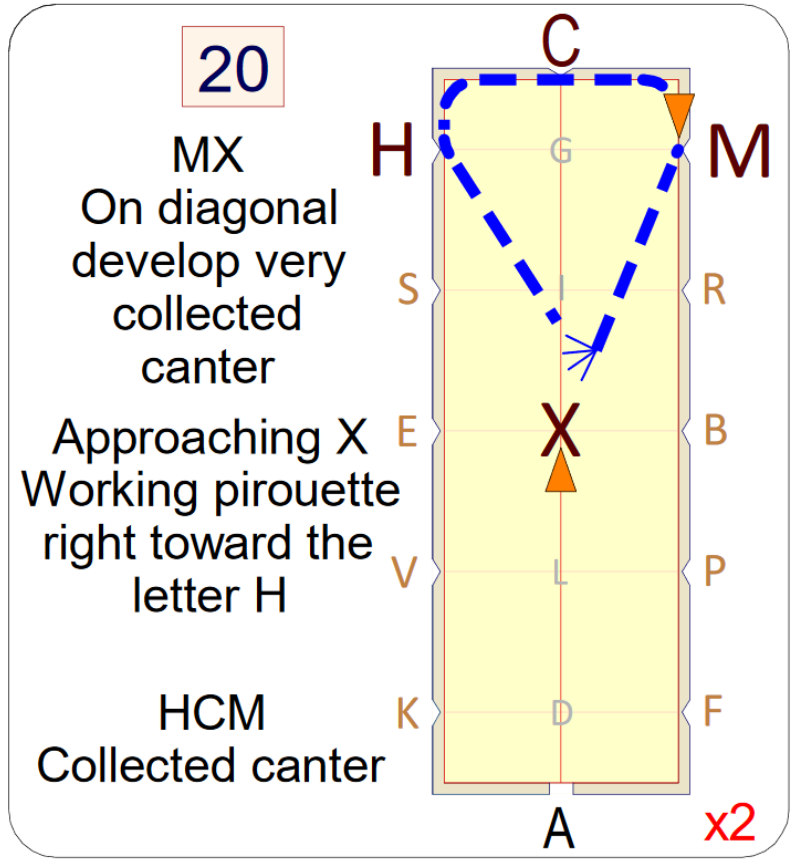 20
MX
On diagonal
develop very
collected
canter
Approaching X
Working pirouette
right toward the
letter H
HCM
Collected canter
C
H G M
S I R
E X B
V L P
K D F
A
x2